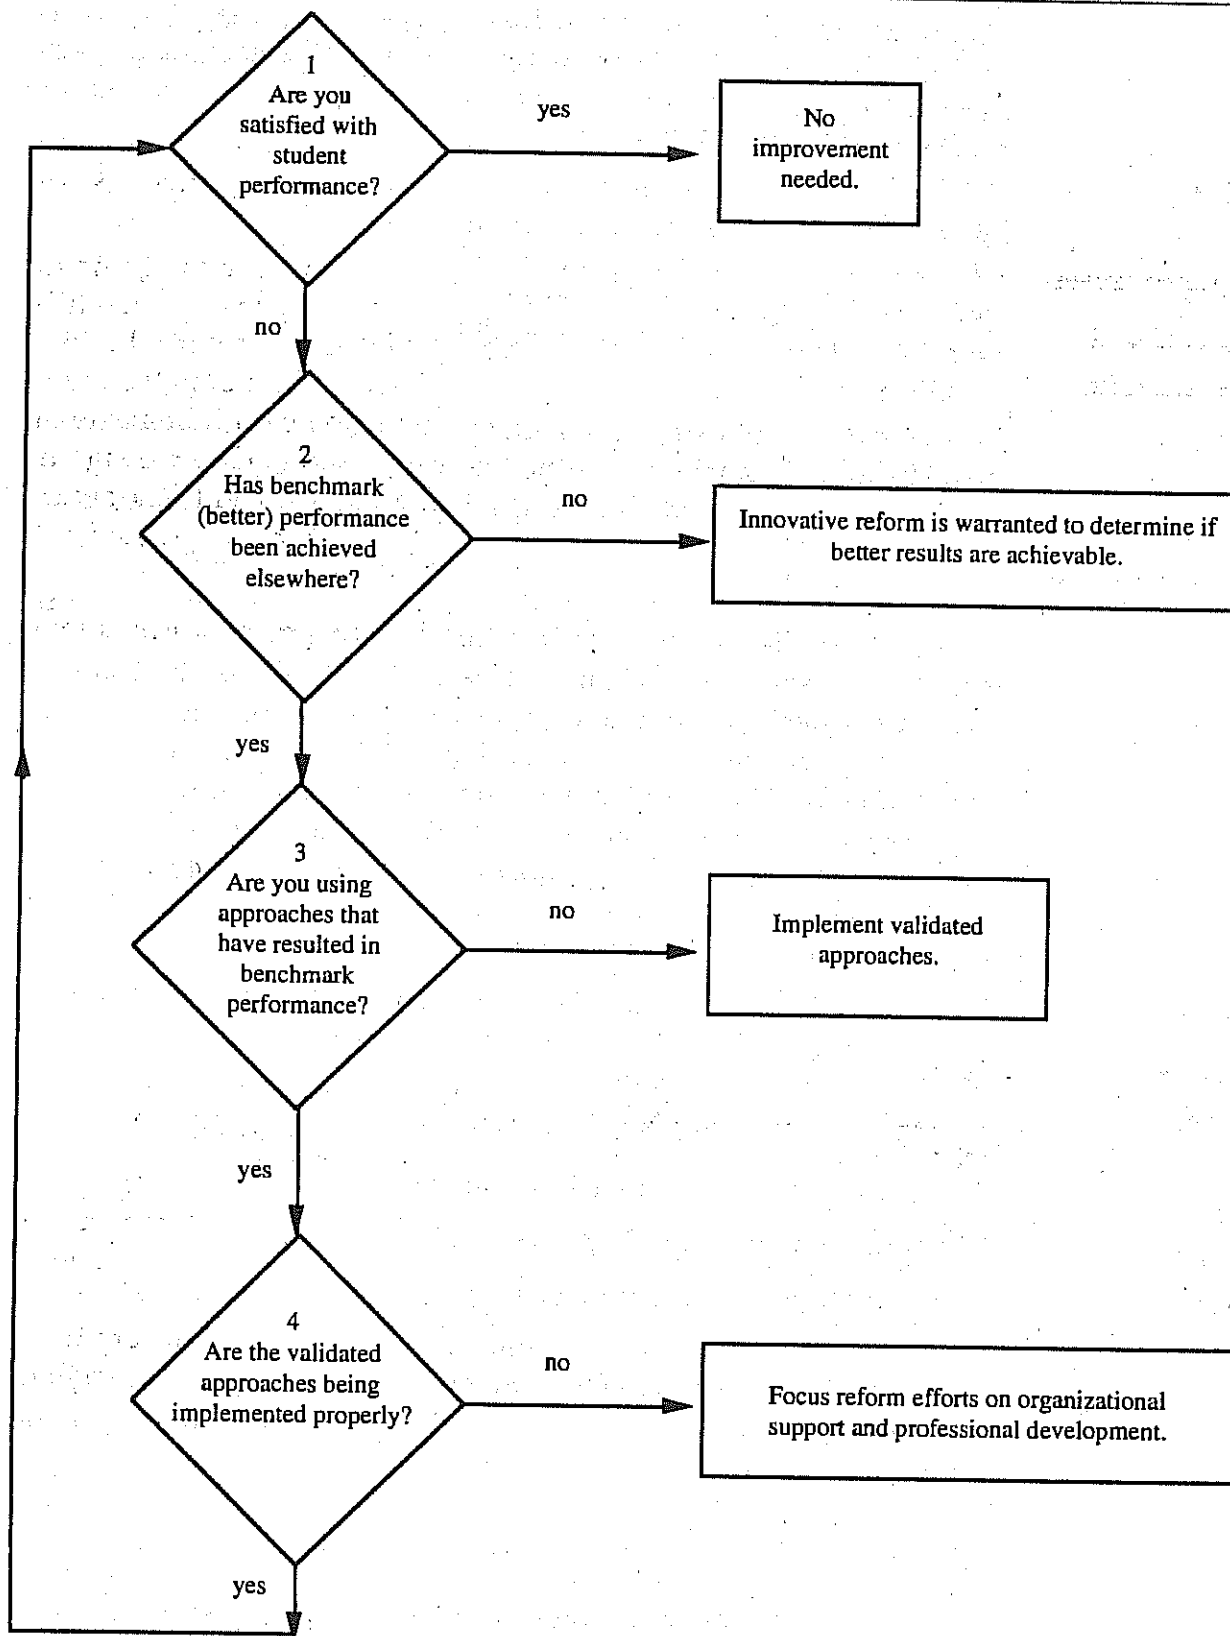 1
Are you
satisfied with
student
performance?
yes
No
improvement
needed.
no
2
Has benchmark
(better) performance
been achieved
elsewhere?
no
Innovative reform is warranted to determine if
better results are achievable.
yes
3
Are you using
approaches that
have resulted in
benchmark
performance?
no
Implement validated
approaches.
yes
4
Are the validated
approaches being
implemented properly?
no
Focus reform efforts on organizational
support and professional development.
yes